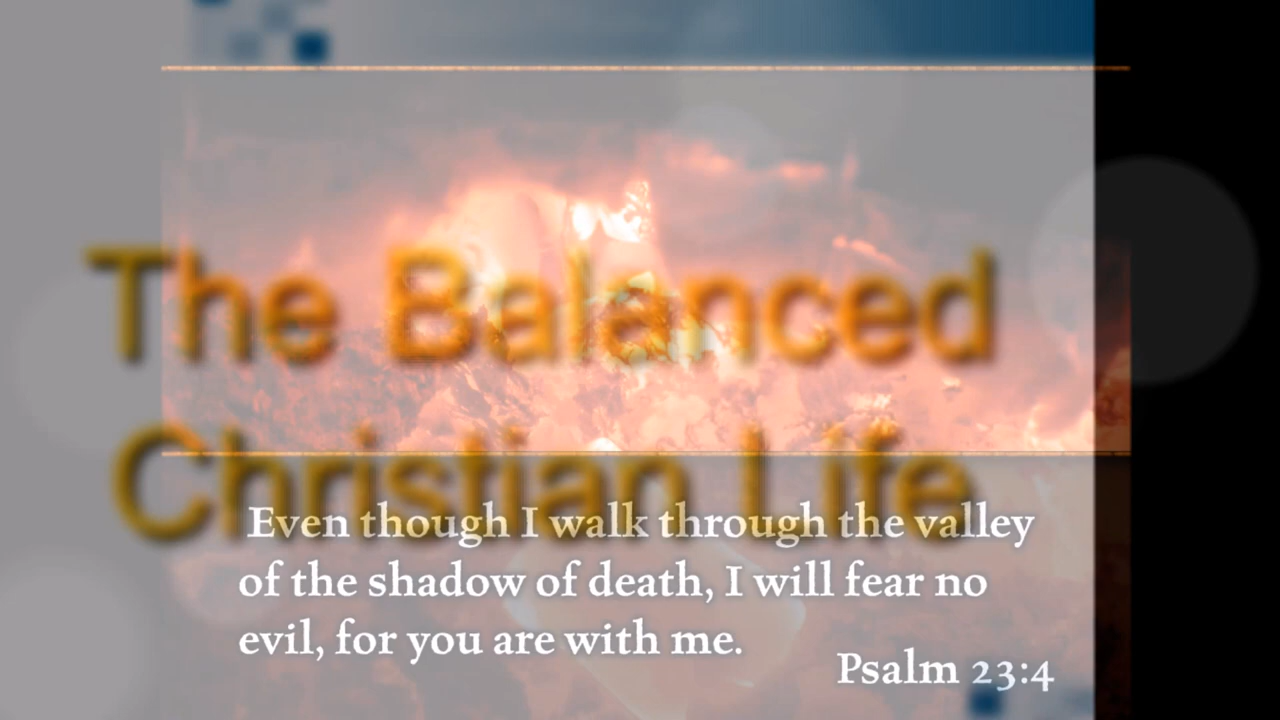 The Balanced
Christian Life
Even though I walk through the valley
of the shadow of death, I will fear no
evil, for you are with me.
Psalm 23:4